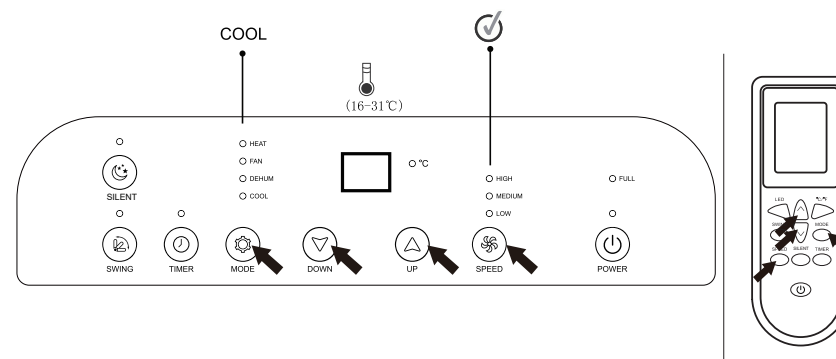 COOL
(16-31℃)
HEAT
FAN
℃
DEHUM
HIGH
FULL
COOL
MEDIUM
SILENT
LOW
SWING
TIMER
MODE
DOWN
UP
SPEED
POWER
LED
℃/℉
MODE
SILENT
TIMER